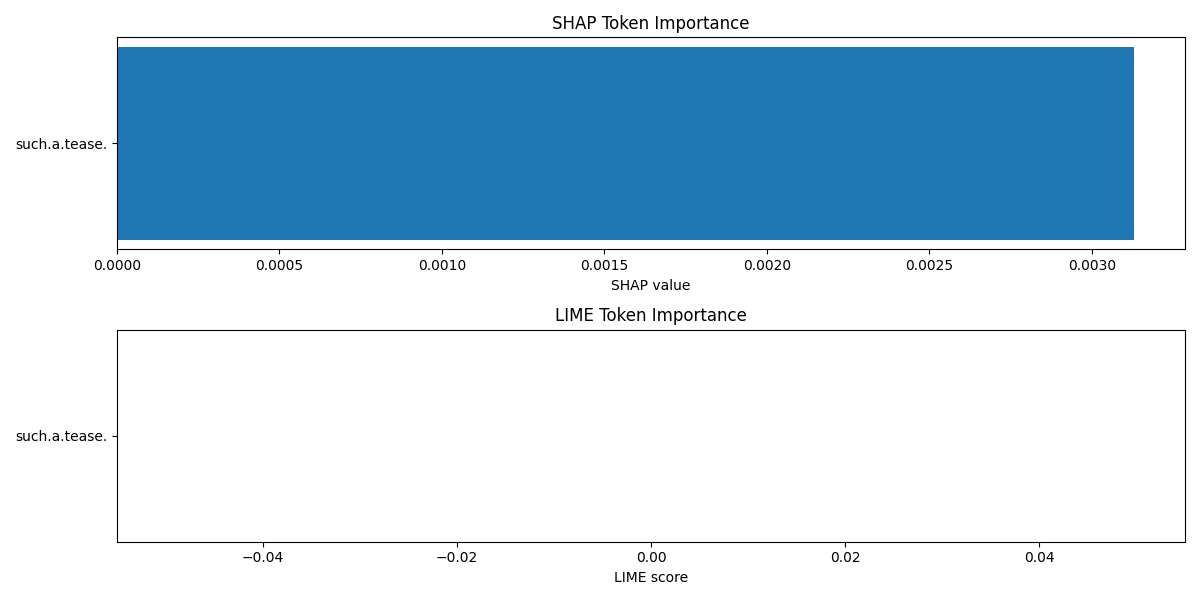 SHAP Token Importance
such.a.tease.
0.0000 0.0005 0.0010 0.0015 0.0020 0.0025 0.0030
SHAP value
LIME Token Importance
such.a.tease.
−0.04 −0.02 0.00 0.02 0.04
LIME score